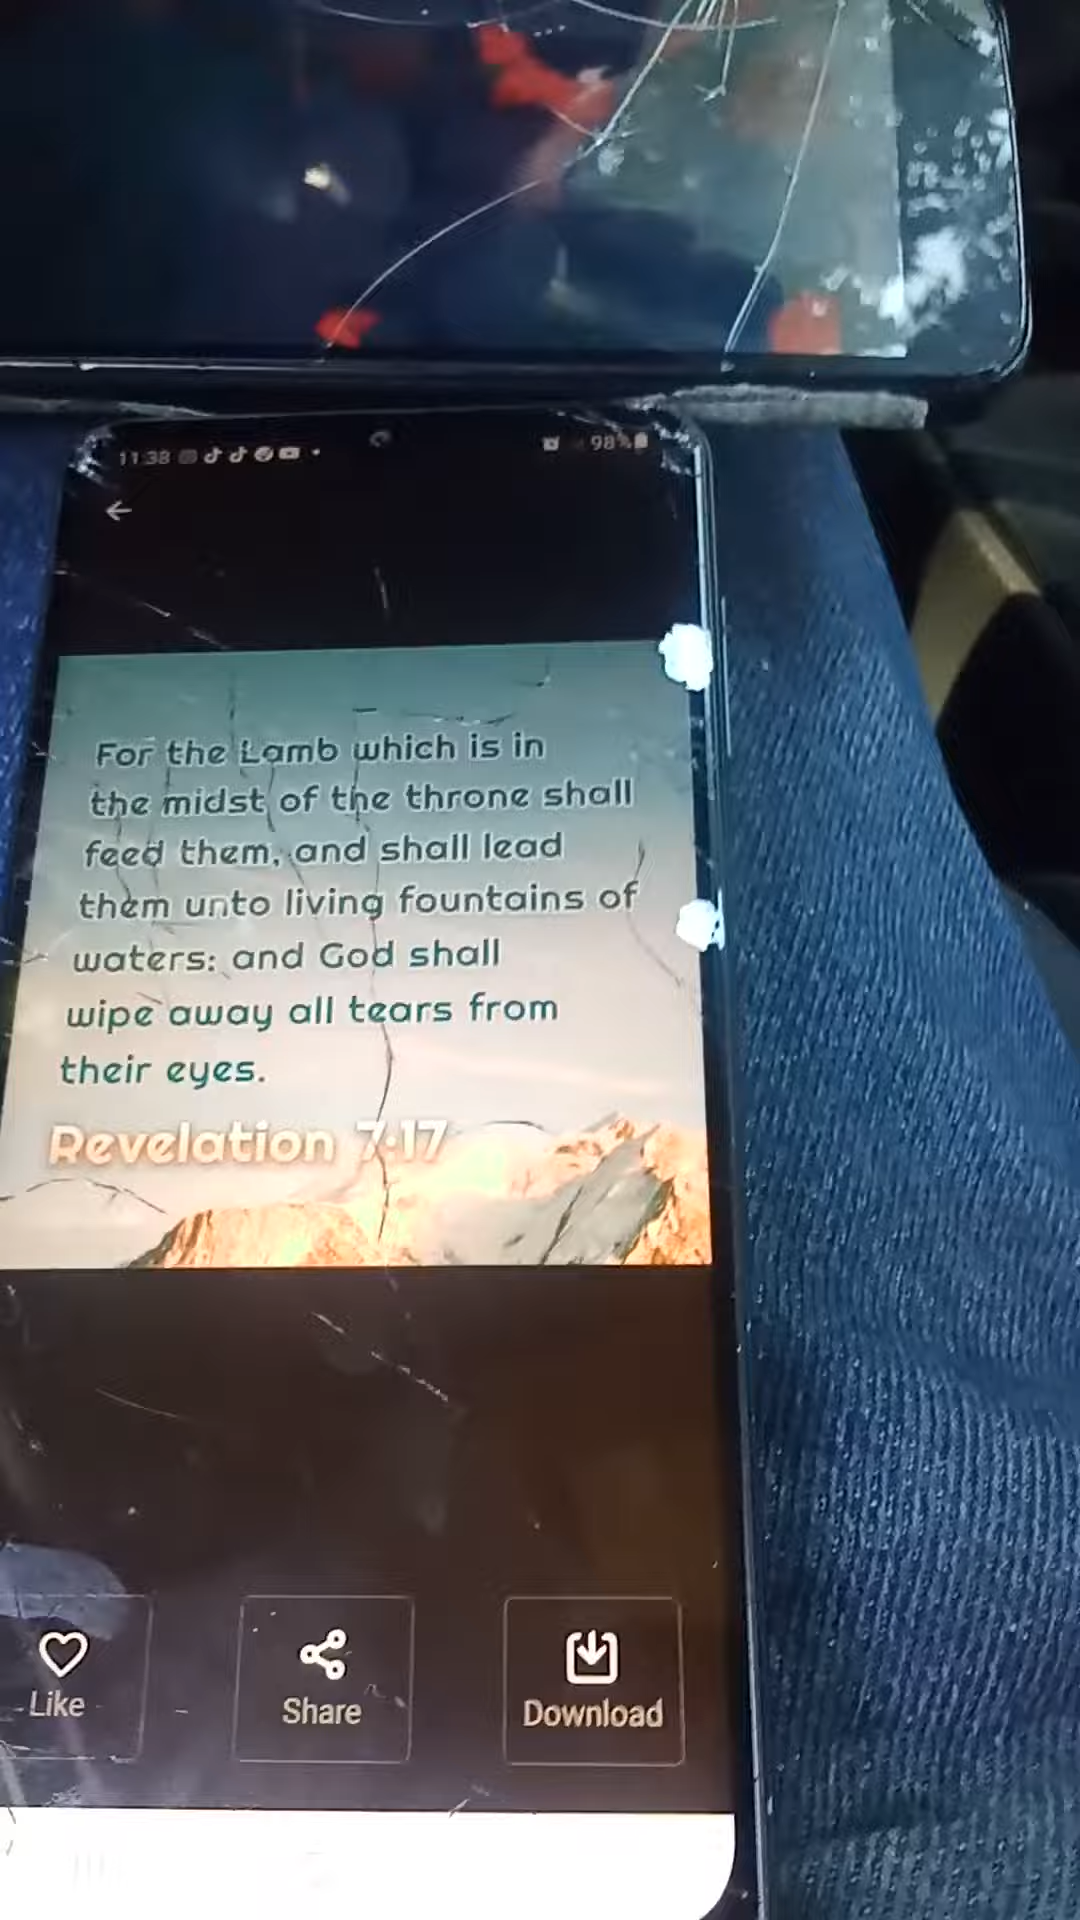 11:38
98%
For the Lamb which is in
the midst of the throne shall
feed them, and shall lead
them unto living fountains of
waters: and God shall
wipe away all tears from
their eyes.
Revelation 7:17
Like
Share
Download